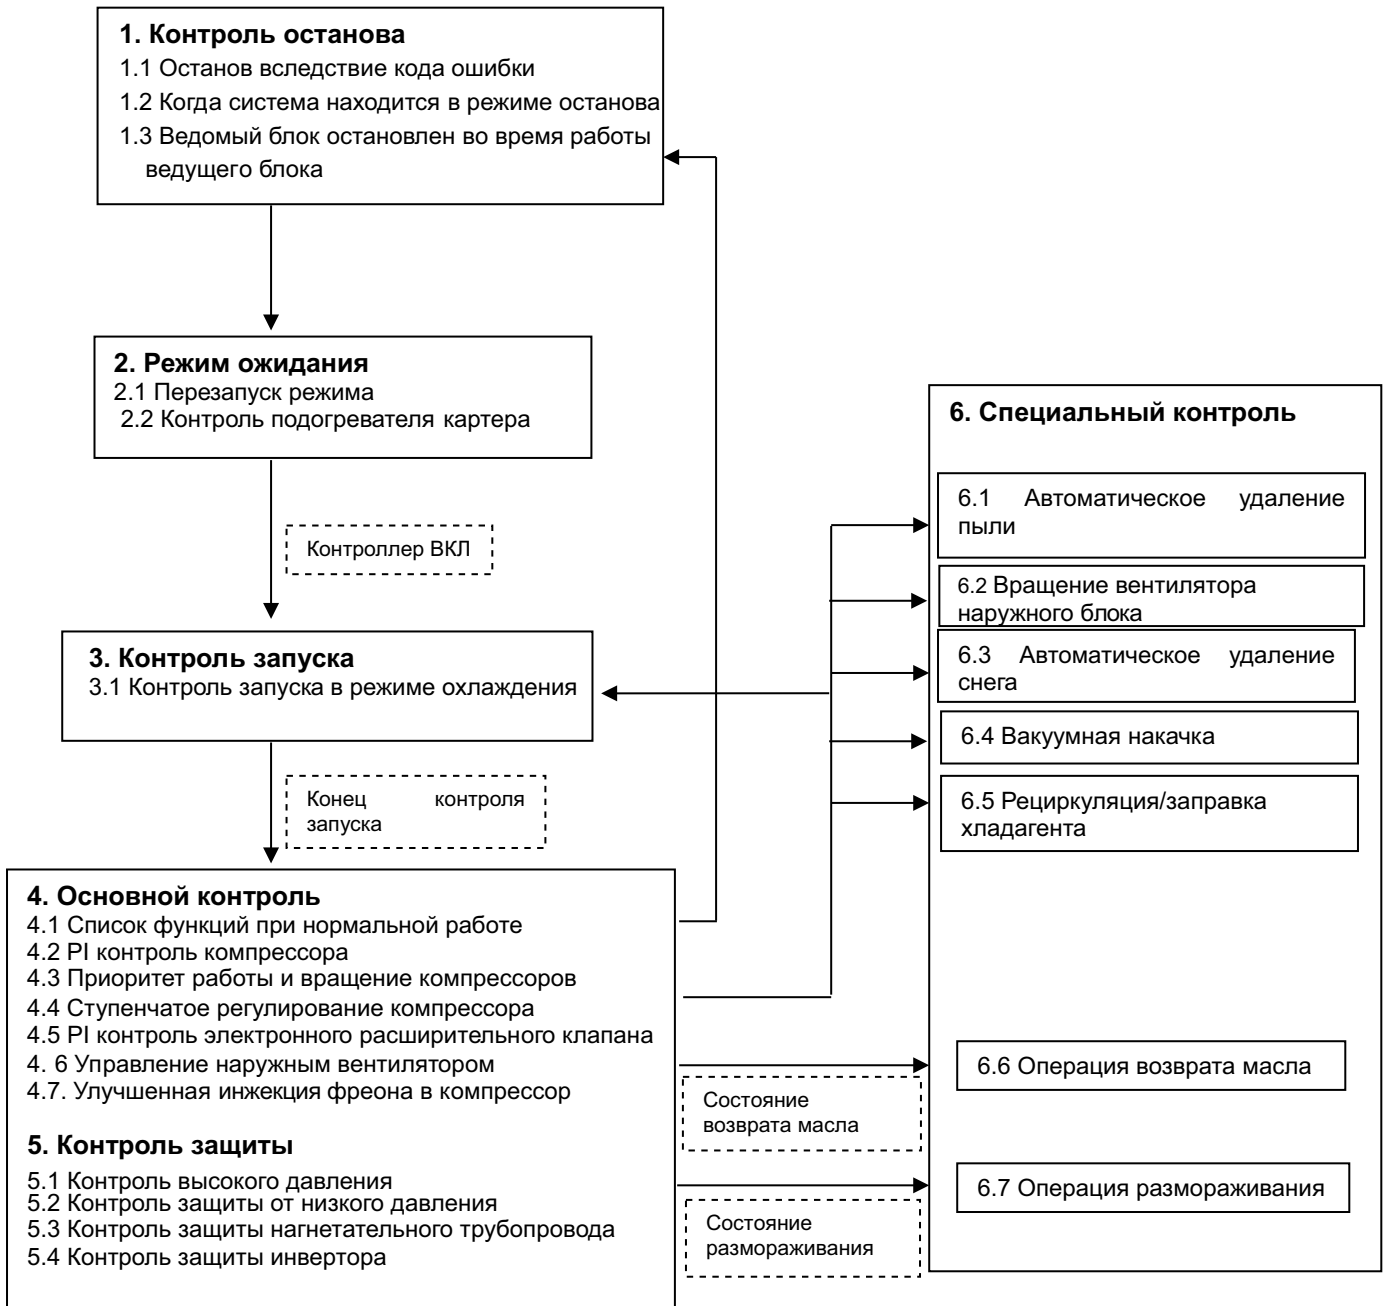 1. Контроль останова
1.1 Останов вследствие кода ошибки
1.2 Когда система находится в режиме останова
1.3 Ведомый блок остановлен во время работы
ведущего блока
2. Режим ожидания
2.1 Перезапуск режима
2.2 Контроль подогревателя картера
Контроллер ВКЛ
3. Контроль запуска
3.1 Контроль запуска в режиме охлаждения
Конец контроля
запуска
4. Основной контроль
4.1 Список функций при нормальной работе
4.2 PI контроль компрессора
4.3 Приоритет работы и вращение компрессоров
4.4 Ступенчатое регулирование компрессора
4.5 PI контроль электронного расширительного клапана
4. 6 Управление наружным вентилятором
4.7. Улучшенная инжекция фреона в компрессор
5. Контроль защиты
5.1 Контроль высокого давления
5.2 Контроль защиты от низкого давления
5.3 Контроль защиты нагнетательного трубопровода
5.4 Контроль защиты инвертора
Состояние
возврата масла
Состояние
размораживания
6. Специальный контроль
6.1 Автоматическое удаление
пыли
6.2 Вращение вентилятора
наружного блока
6.3 Автоматическое удаление
снега
6.4 Вакуумная накачка
6.5 Рециркуляция/заправка
хладагента
6.6 Операция возврата масла
6.7 Операция размораживания